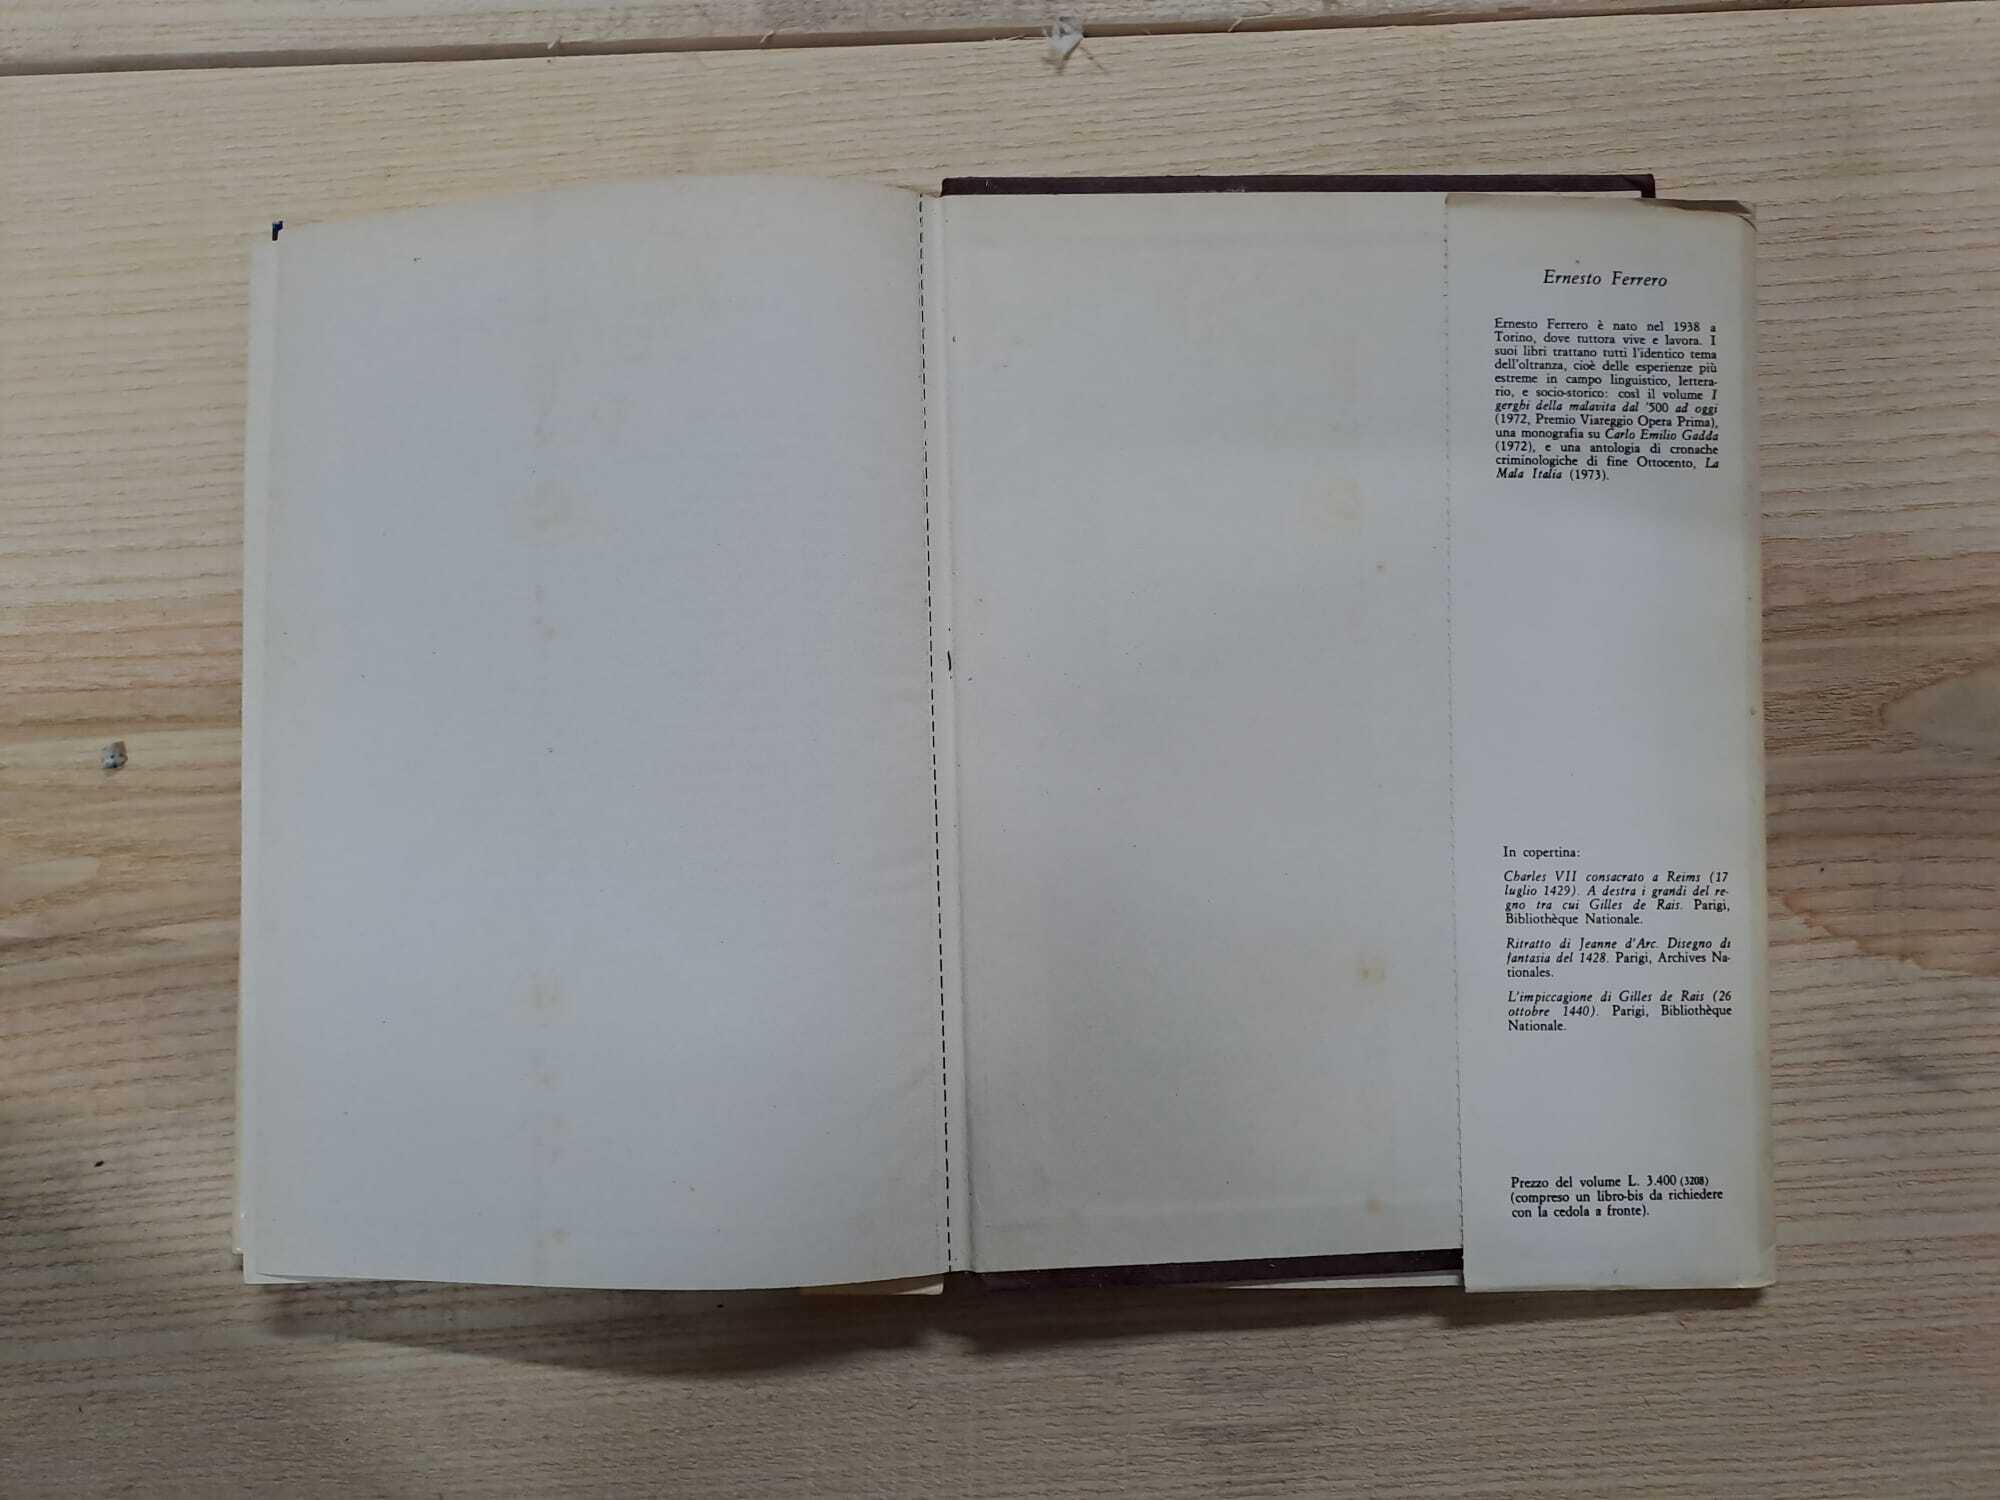 Ernesto Ferrero
Ernesto Ferrero è nato nel 1938 a
Torino, dove tuttora vive e lavora. I
suoi libri trattano tutti l'identico tema
dell'oltranza, cioè delle esperienze più
estreme in campo linguistico, lettera-
rio, e socio-storico: così il volume I
gerghi della malavita dal '500 ad oggi
(1972, Premio Viareggio Opera Prima),
una monografia su Carlo Emilio Gadda
(1972), e una antologia di cronache
criminologiche di fine Ottocento, La
Mala Italia (1973).
In copertina:
Charles VII consacrato a Reims (17
luglio 1429). A destra i grandi del re-
gno tra cui Gilles de Rais. Parigi,
Bibliothèque Nationale.
Ritratto di Jeanne d'Arc. Disegno di
fantasia del 1428. Parigi, Archives Na-
tionales.
L'impiccagione di Gilles de Rais (26
ottobre 1440). Parigi, Bibliothèque
Nationale.
Prezzo del volume L. 3.400 (3208)
(compreso un libro-bis da richiedere
con la cedola a fronte).